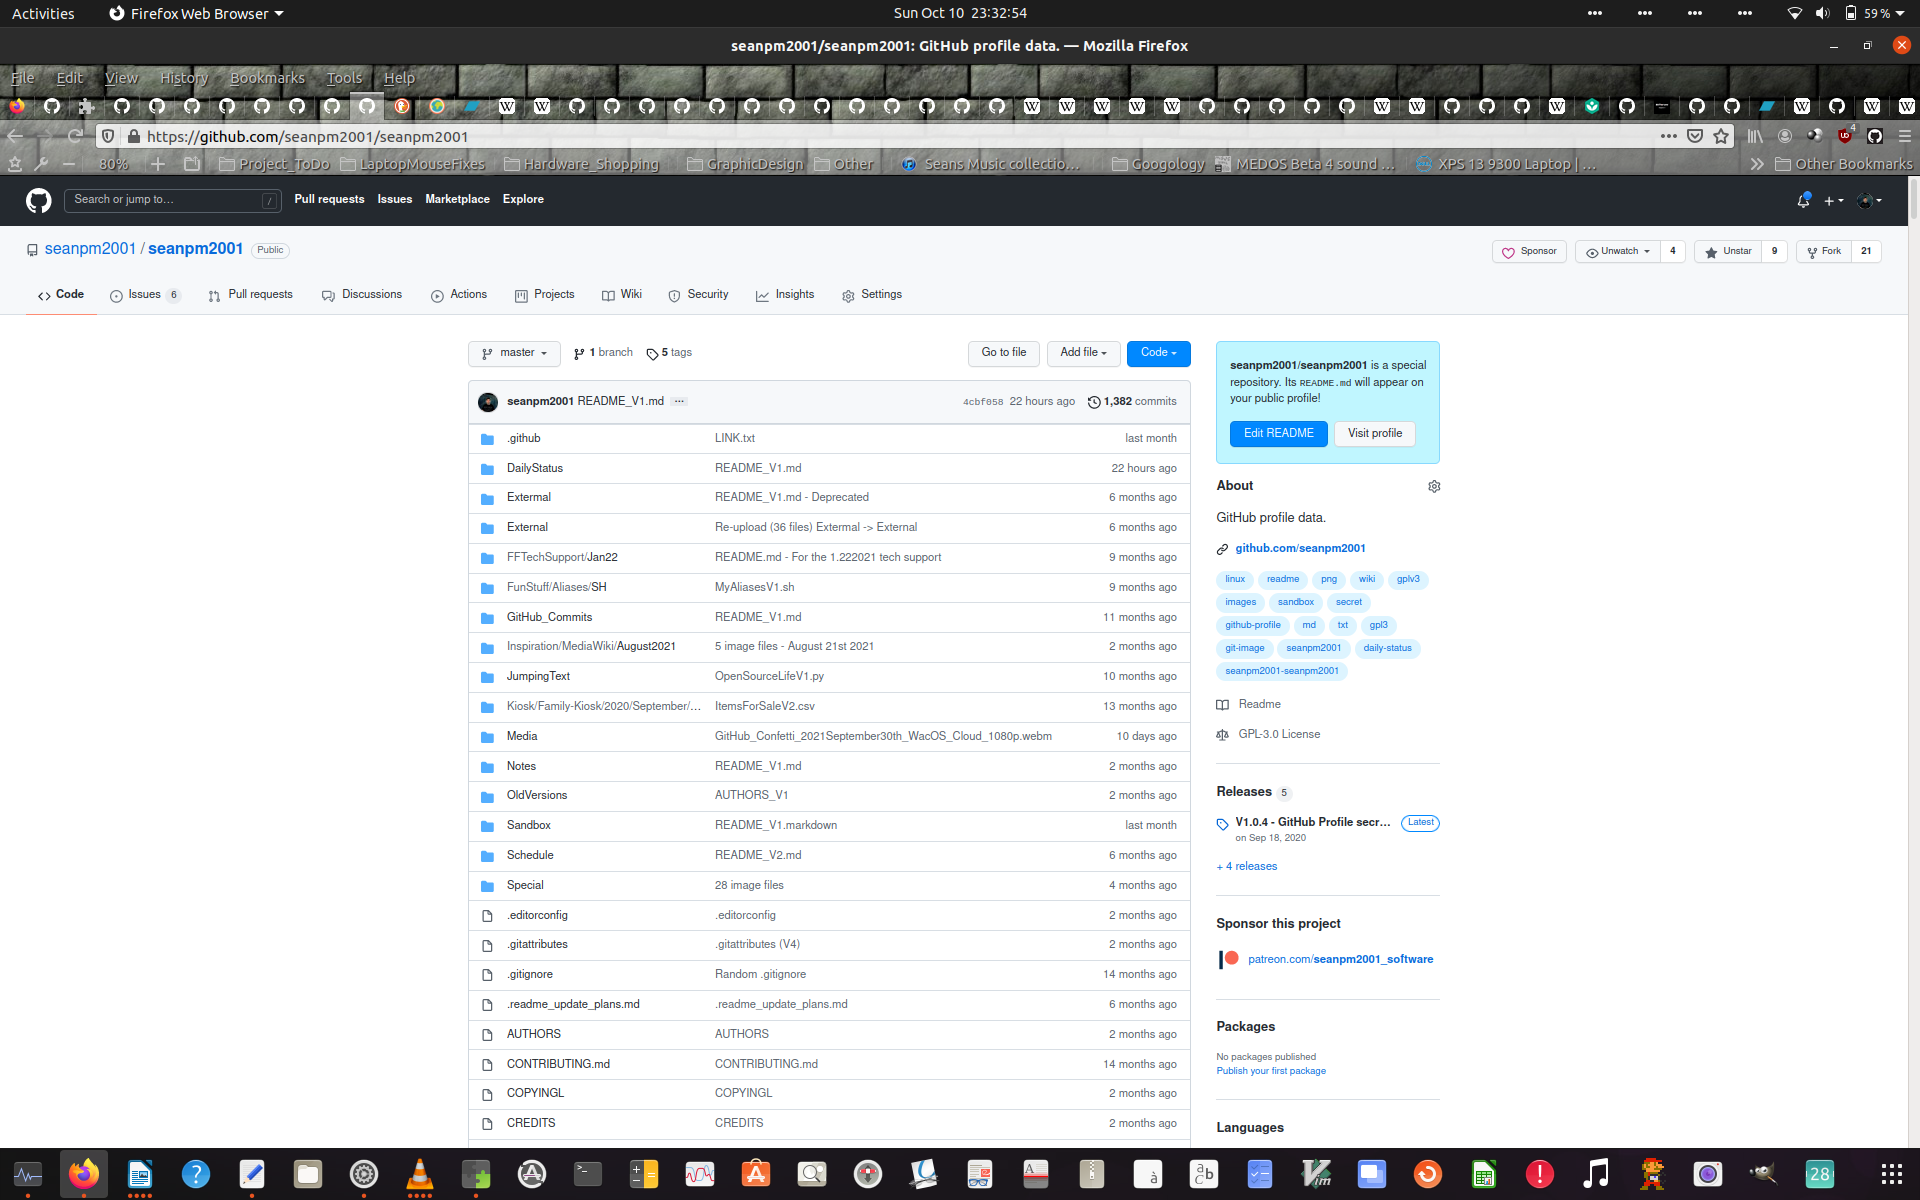 Activities Firefox Web Browser Sun Oct 10 23:32:54 59 %
seanpm2001/seanpm2001: GitHub profile data. — Mozilla Firefox
File Edit View History Bookmarks Tools Help
https://github.com/seanpm2001/seanpm2001 4
80% Project_ToDo LaptopMouseFixes Hardware_Shopping GraphicDesign Other Seans Music collectio… Googology MEDOS Beta 4 sound … XPS 13 9300 Laptop | … Other Bookmarks
Search or jump to… / Pull requests Issues Marketplace Explore
seanpm2001 / seanpm2001 Public Sponsor Unwatch 4 Unstar 9 Fork 21
Code Issues 6 Pull requests Discussions Actions Projects Wiki Security Insights Settings
master 1 branch 5 tags Go to file Add file Code
seanpm2001 README_V1.md ... 4cbf058 22 hours ago 1,382 commits
.github LINK.txt last month
DailyStatus README_V1.md 22 hours ago
Extermal README_V1.md - Deprecated 6 months ago
External Re-upload (36 files) Extermal -> External 6 months ago
FFTechSupport/Jan22 README.md - For the 1.222021 tech support 9 months ago
FunStuff/Aliases/SH MyAliasesV1.sh 9 months ago
GitHub_Commits README_V1.md 11 months ago
Inspiration/MediaWiki/August2021 5 image files - August 21st 2021 2 months ago
JumpingText OpenSourceLifeV1.py 10 months ago
Kiosk/Family-Kiosk/2020/September/… ItemsForSaleV2.csv 13 months ago
Media GitHub_Confetti_2021September30th_WacOS_Cloud_1080p.webm 10 days ago
Notes README_V1.md 2 months ago
OldVersions AUTHORS_V1 2 months ago
Sandbox README_V1.markdown last month
Schedule README_V2.md 6 months ago
Special 28 image files 4 months ago
.editorconfig .editorconfig 2 months ago
.gitattributes .gitattributes (V4) 2 months ago
.gitignore Random .gitignore 14 months ago
.readme_update_plans.md .readme_update_plans.md 6 months ago
AUTHORS AUTHORS 2 months ago
CONTRIBUTING.md CONTRIBUTING.md 14 months ago
COPYINGL COPYINGL 2 months ago
CREDITS CREDITS 2 months ago
seanpm2001/seanpm2001 is a special
repository. Its README.md will appear on
your public profile!
Edit README Visit profile
About
GitHub profile data.
github.com/seanpm2001
linux readme png wiki gplv3
images sandbox secret
github-profile md txt gpl3
git-image seanpm2001 daily-status
seanpm2001-seanpm2001
Readme
GPL-3.0 License
Releases 5
V1.0.4 - GitHub Profile secr... Latest
on Sep 18, 2020
+ 4 releases
Sponsor this project
patreon.com/seanpm2001_software
Packages
No packages published
Publish your first package
Languages
28